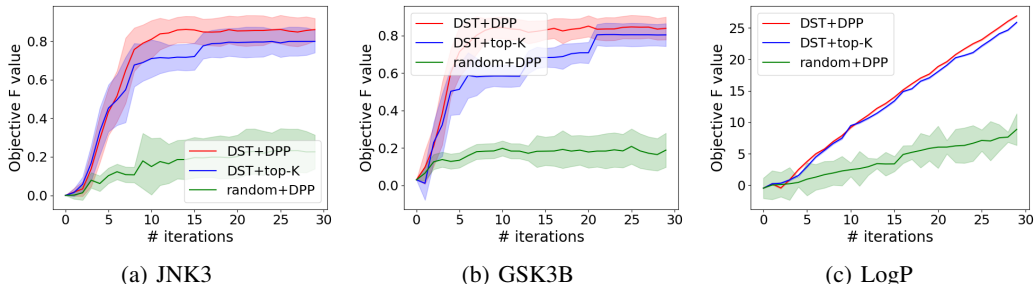 Objective F value
0.8
0.6
0.4
0.2
0.0
DST+DPP
DST+top-K
random+DPP
0 5 10 15 20 25 30
# iterations
(a) JNK3
Objective F value
0.8
0.6
0.4
0.2
0.0
DST+DPP
DST+top-K
random+DPP
0 5 10 15 20 25 30
# iterations
(b) GSK3B
Objective F value
25
20
15
10
5
0
DST+DPP
DST+top-K
random+DPP
0 5 10 15 20 25 30
# iterations
(c) LogP